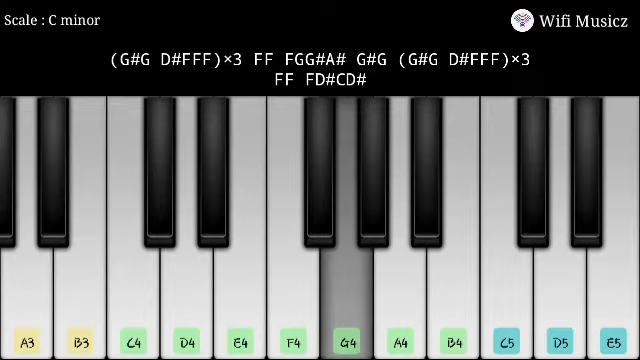 Scale : C minor
Wifi Musicz
(G#G D#FFF)×3 FF FGG#A# G#G (G#G D#FFF)×3
FF FD#CD#
A3 B3 C4 D4 E4 F4 G4 A4 B4 C5 D5 E5